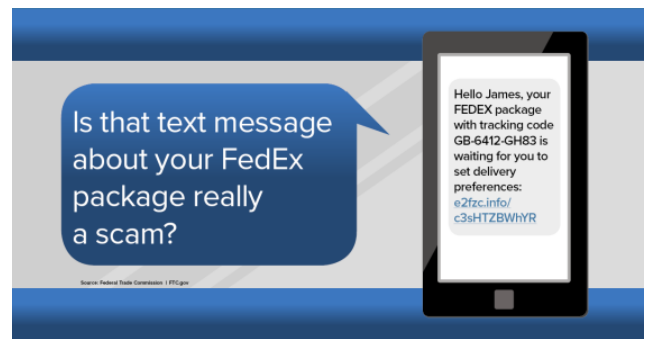 Is that text message
about your FedEx
package really
a scam?
Source: Federal Trade Commission | FTC.gov
Hello James, your
FEDEX package
with tracking code
GB-6412-GH83 is
waiting for you to
set delivery
preferences:
e2fzc.info/
c3sHTZBWhYR